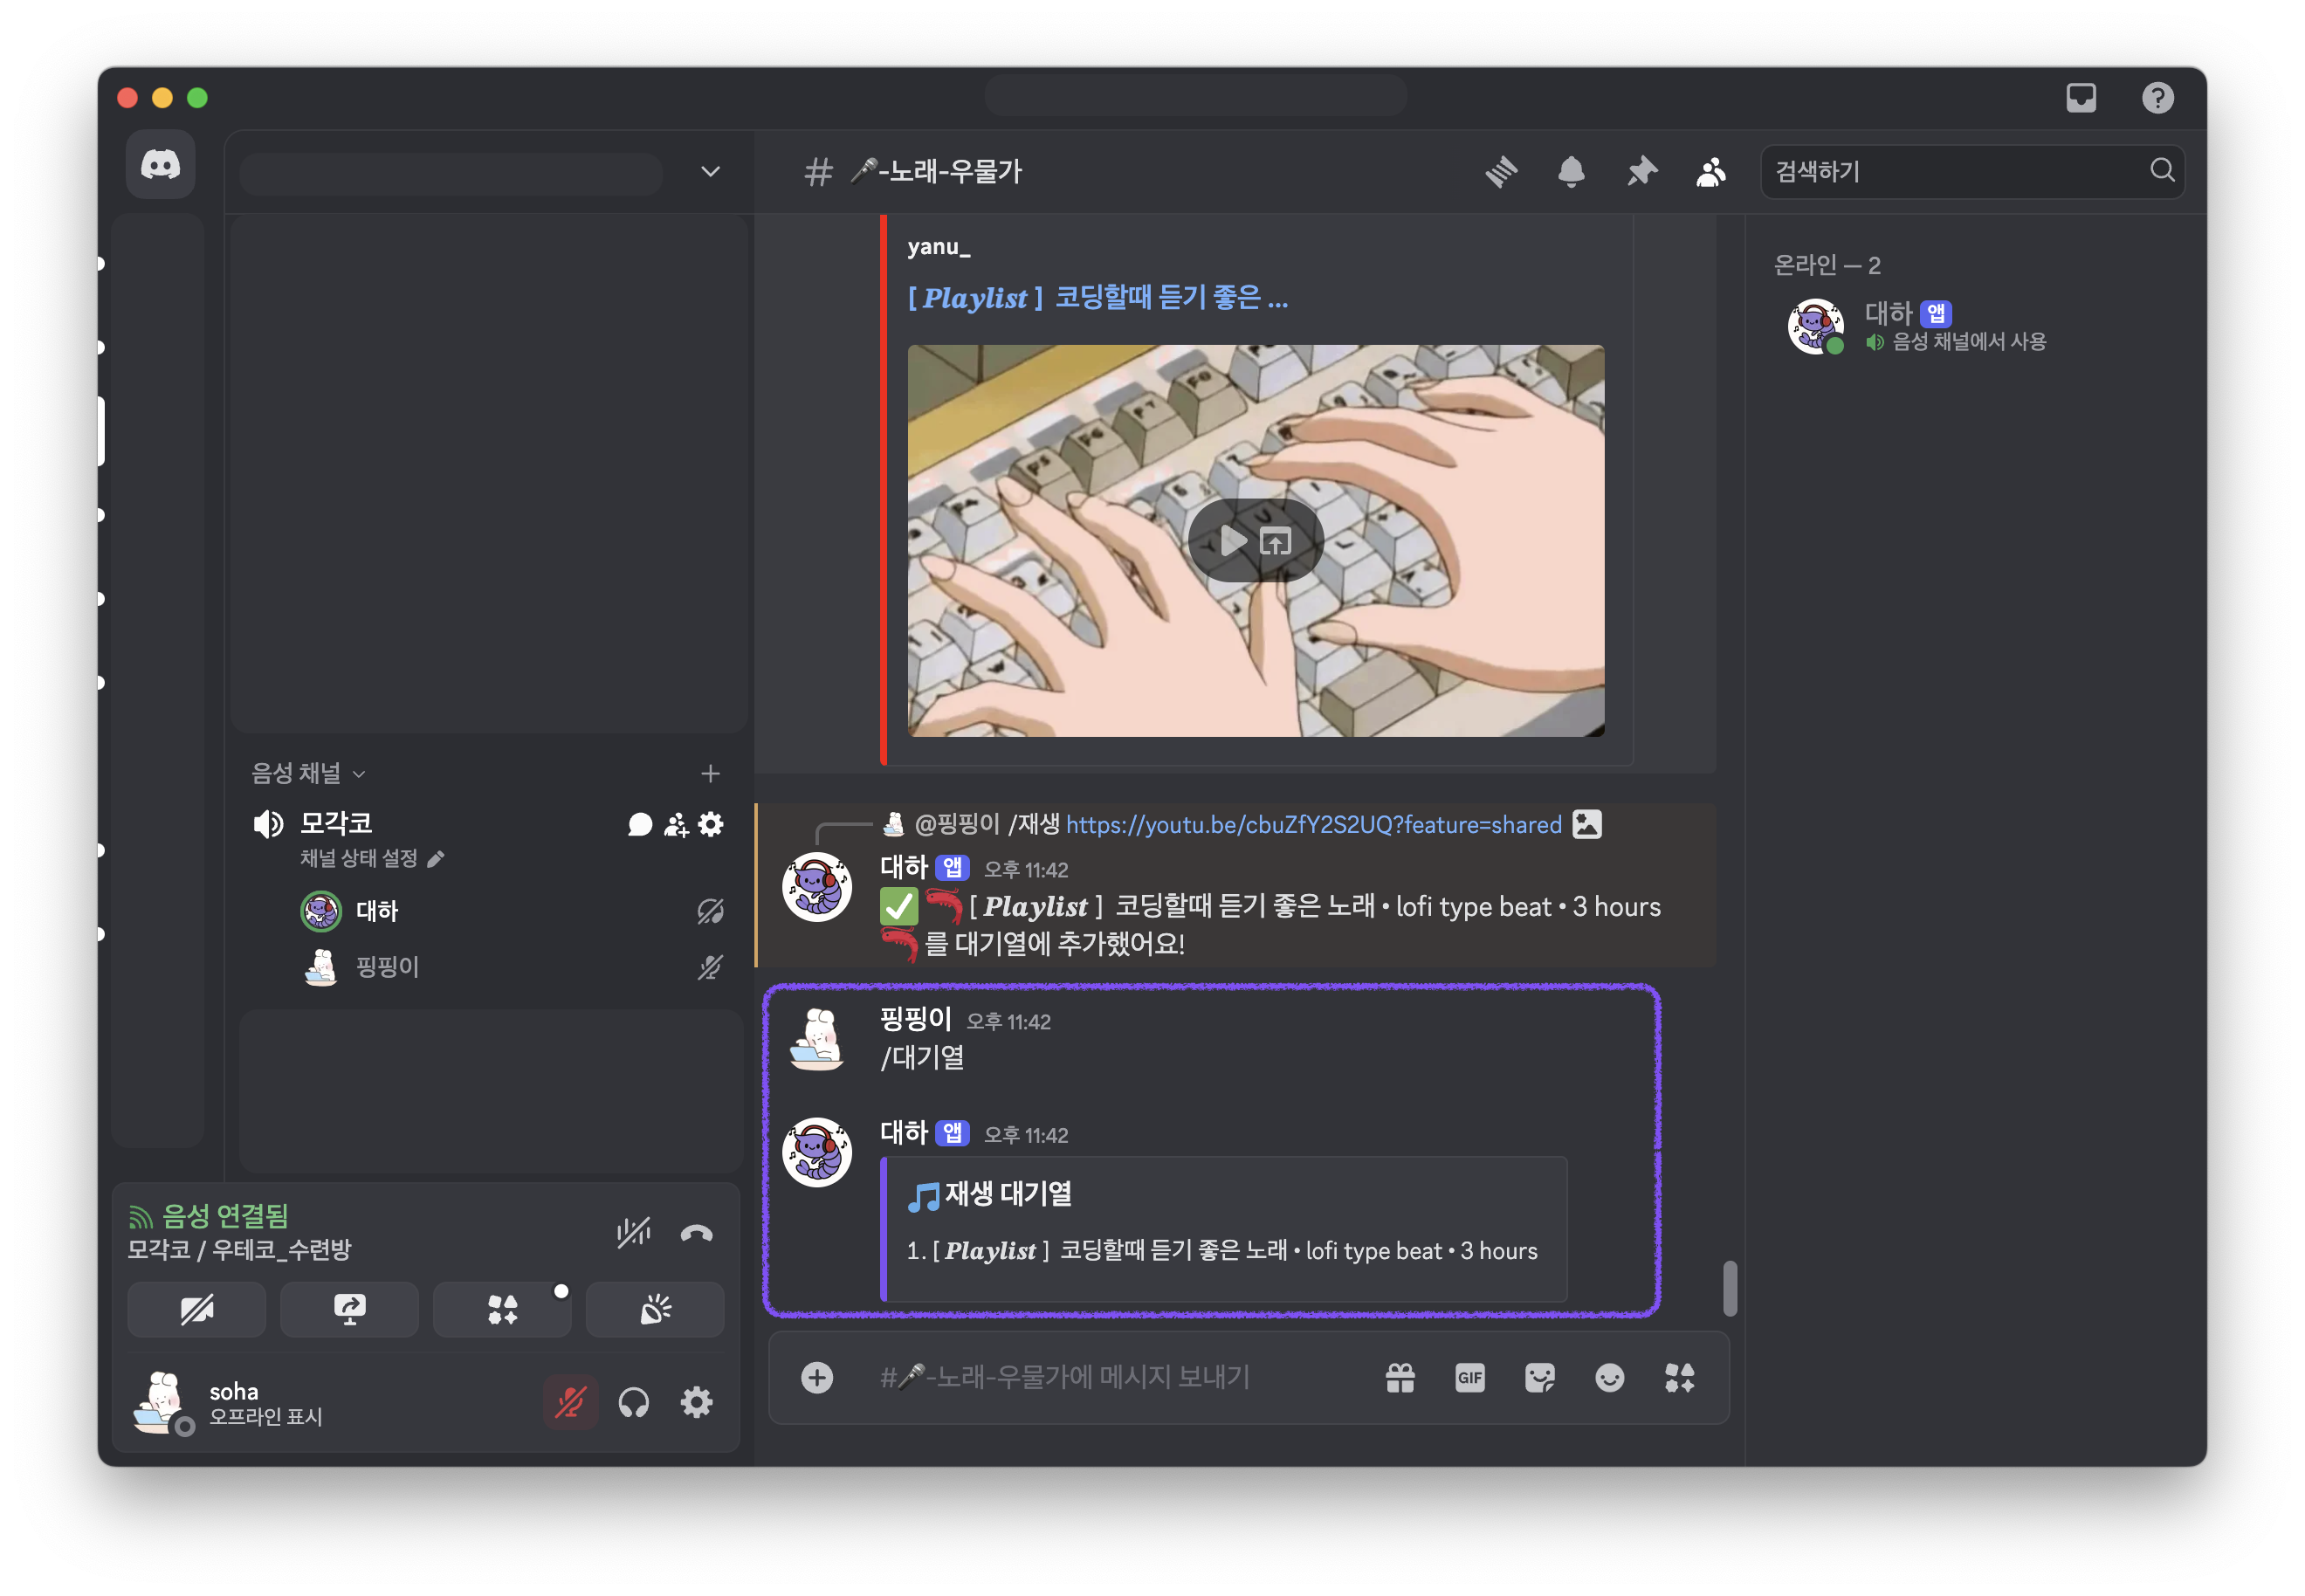 # 🎤-노래-우물가
검색하기
yanu_
[ 𝑷𝒍𝒂𝒚𝒍𝒊𝒔𝒕 ] 코딩할때 듣기 좋은 ...
F5
F6
F7
F8
음성 채널
모각코
채널 상태 설정
대하
핑핑이
@핑핑이 /재생 https://youtu.be/cbuZfY2S2UQ?feature=shared
대하 앱 오후 11:42
✅🦐[ 𝑷𝒍𝒂𝒚𝒍𝒊𝒔𝒕 ] 코딩할때 듣기 좋은 노래 • lofi type beat • 3 hours
🦐를 대기열에 추가했어요!
핑핑이 오후 11:42
/대기열
대하 앱 오후 11:42
🎵재생 대기열
1. [ 𝑷𝒍𝒂𝒚𝒍𝒊𝒔𝒕 ] 코딩할때 듣기 좋은 노래 • lofi type beat • 3 hours
#🎤-노래-우물가에 메시지 보내기
GIF
음성 연결됨
모각코 / 우테코_수련방
soha
오프라인 표시
온라인 — 2
대하 앱
음성 채널에서 사용